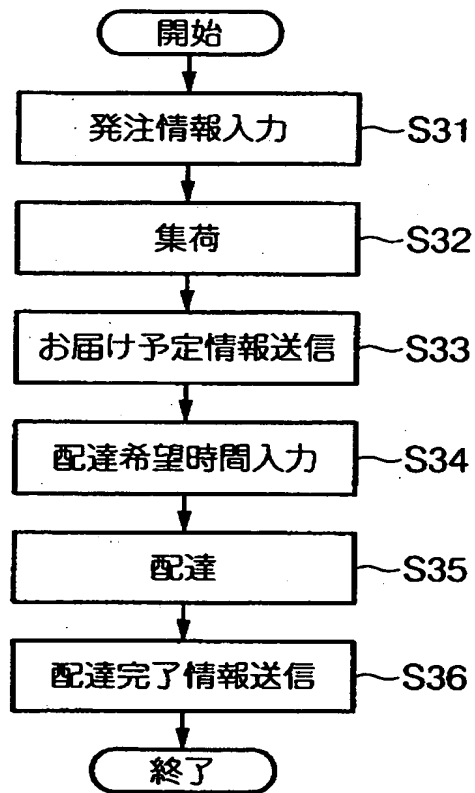 開始
発注情報入力 S31
集荷 S32
お届け予定情報送信 S33
配達希望時間入力 S34
配達 S35
配達完了情報送信 S36
終了